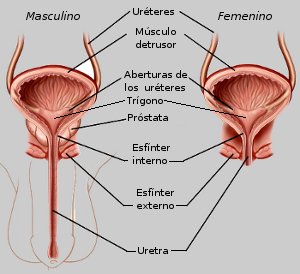 Masculino
Uréteres
Femenino
Músculo
detrusor
Aberturas de
los uréteres
Trígono
Próstata
Esfínter
interno
Esfínter
externo
Uretra